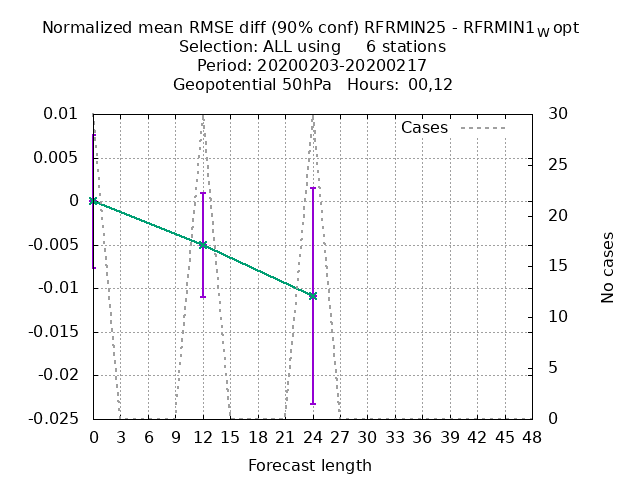 Normalized mean RMSE diff (90% conf) RFRMIN25 - RFRMIN1W opt
Selection: ALL using 6 stations
Period: 20200203-20200217
Geopotential 50hPa Hours: 00,12
Cases
0.01
0.005
0
-0.005
-0.01
-0.015
-0.02
-0.025
30
25
20
15
10
5
0
No cases
0 3 6 9 12 15 18 21 24 27 30 33 36 39 42 45 48
Forecast length